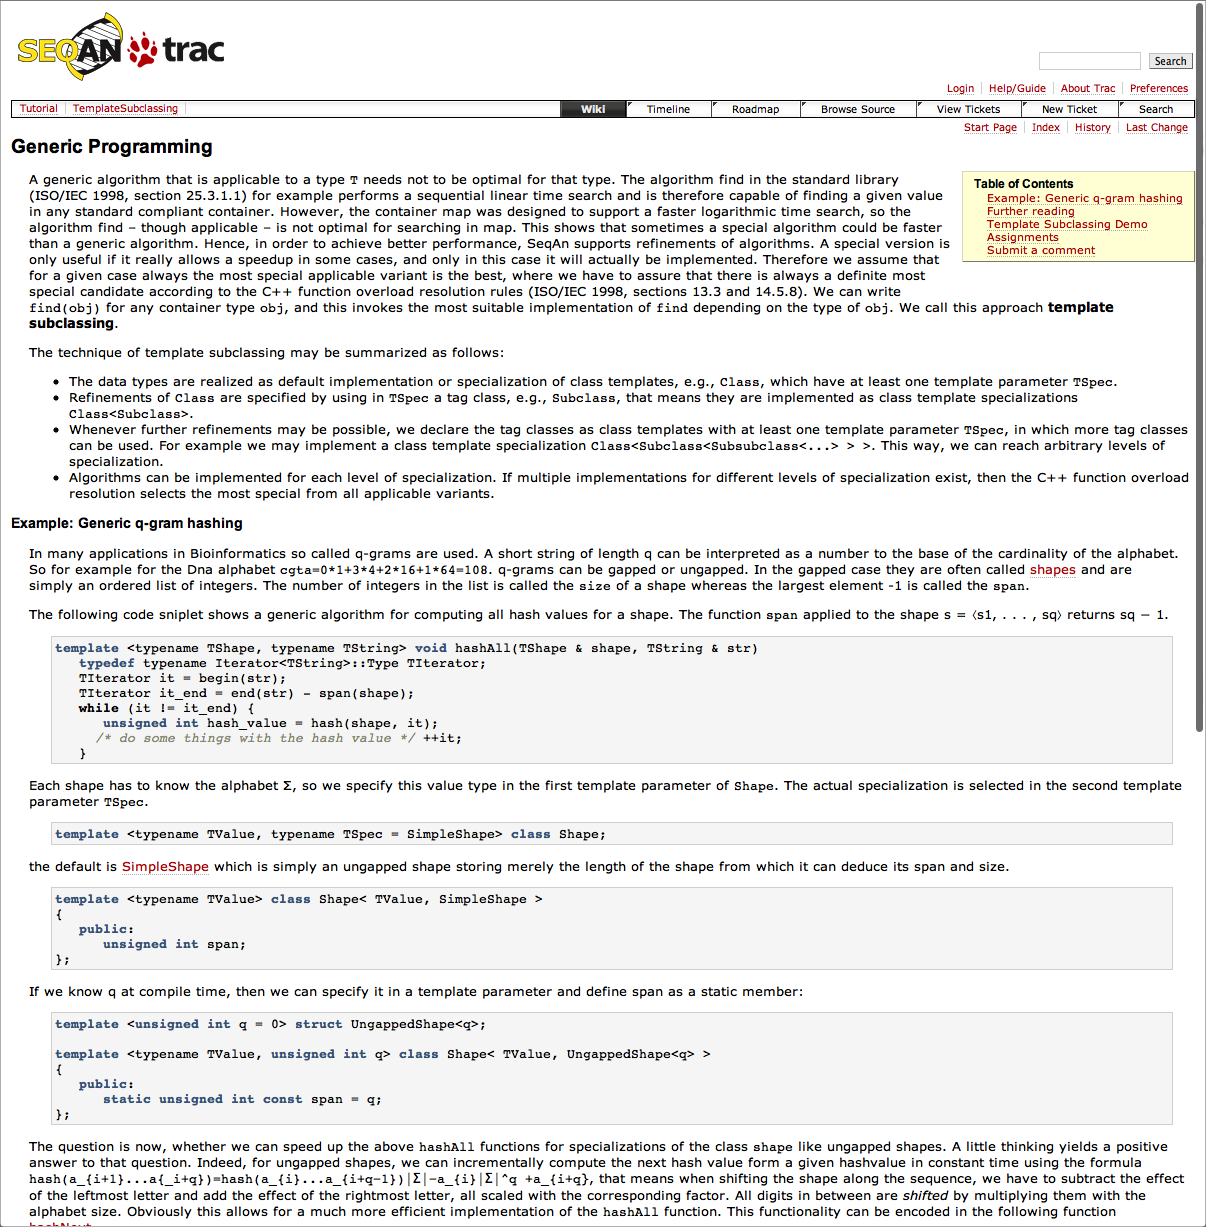 SEQAN trac
Search
Login Help/Guide About Trac Preferences
Tutorial TemplateSubclassing Wiki Timeline Roadmap Browse Source View Tickets New Ticket Search
Start Page Index History Last Change
Generic Programming
A generic algorithm that is applicable to a type T needs not to be optimal for that type. The algorithm find in the standard library
(ISO/IEC 1998, section 25.3.1.1) for example performs a sequential linear time search and is therefore capable of finding a given value
in any standard compliant container. However, the container map was designed to support a faster logarithmic time search, so the
algorithm find – though applicable – is not optimal for searching in map. This shows that sometimes a special algorithm could be faster
than a generic algorithm. Hence, in order to achieve better performance, SeqAn supports refinements of algorithms. A special version is
only useful if it really allows a speedup in some cases, and only in this case it will actually be implemented. Therefore we assume that
for a given case always the most special applicable variant is the best, where we have to assure that there is always a definite most
special candidate according to the C++ function overload resolution rules (ISO/IEC 1998, sections 13.3 and 14.5.8). We can write
find(obj) for any container type obj, and this invokes the most suitable implementation of find depending on the type of obj. We call this approach template
subclassing.
Table of Contents
Example: Generic q-gram hashing
Further reading
Template Subclassing Demo
Assignments
Submit a comment
The technique of template subclassing may be summarized as follows:
• The data types are realized as default implementation or specialization of class templates, e.g., Class, which have at least one template parameter TSpec.
• Refinements of Class are specified by using in TSpec a tag class, e.g., Subclass, that means they are implemented as class template specializations
Class<Subclass>.
• Whenever further refinements may be possible, we declare the tag classes as class templates with at least one template parameter TSpec, in which more tag classes
can be used. For example we may implement a class template specialization Class<Subclass<Subsubclass<...> > >. This way, we can reach arbitrary levels of
specialization.
• Algorithms can be implemented for each level of specialization. If multiple implementations for different levels of specialization exist, then the C++ function overload
resolution selects the most special from all applicable variants.
Example: Generic q-gram hashing
In many applications in Bioinformatics so called q-grams are used. A short string of length q can be interpreted as a number to the base of the cardinality of the alphabet.
So for example for the Dna alphabet cgta=0*1+3*4+2*16+1*64=108. q-grams can be gapped or ungapped. In the gapped case they are often called shapes and are
simply an ordered list of integers. The number of integers in the list is called the size of a shape whereas the largest element -1 is called the span.
The following code sniplet shows a generic algorithm for computing all hash values for a shape. The function span applied to the shape s = ⟨s1, . . . , sq⟩ returns sq − 1.
template <typename TShape, typename TString> void hashAll(TShape & shape, TString & str)
typedef typename Iterator<TString>::Type TIterator;
TIterator it = begin(str);
TIterator it_end = end(str) - span(shape);
while (it != it_end) {
unsigned int hash_value = hash(shape, it);
/* do some things with the hash value */ ++it;
}
Each shape has to know the alphabet Σ, so we specify this value type in the first template parameter of Shape. The actual specialization is selected in the second template
parameter TSpec.
template <typename TValue, typename TSpec = SimpleShape> class Shape;
the default is SimpleShape which is simply an ungapped shape storing merely the length of the shape from which it can deduce its span and size.
template <typename TValue> class Shape< TValue, SimpleShape >
{
public:
unsigned int span;
};
If we know q at compile time, then we can specify it in a template parameter and define span as a static member:
template <unsigned int q = 0> struct UngappedShape<q>;
template <typename TValue, unsigned int q> class Shape< TValue, UngappedShape<q> >
{
public:
static unsigned int const span = q;
};
The question is now, whether we can speed up the above hashAll functions for specializations of the class shape like ungapped shapes. A little thinking yields a positive
answer to that question. Indeed, for ungapped shapes, we can incrementally compute the next hash value form a given hashvalue in constant time using the formula
hash(a_{i+1}...a{_i+q})=hash(a_{i}...a_{i+q-1})|Σ|-a_{i}|Σ|^q +a_{i+q}, that means when shifting the shape along the sequence, we have to subtract the effect
of the leftmost letter and add the effect of the rightmost letter, all scaled with the corresponding factor. All digits in between are shifted by multiplying them with the
alphabet size. Obviously this allows for a much more efficient implementation of the hashAll function. This functionality can be encoded in the following function